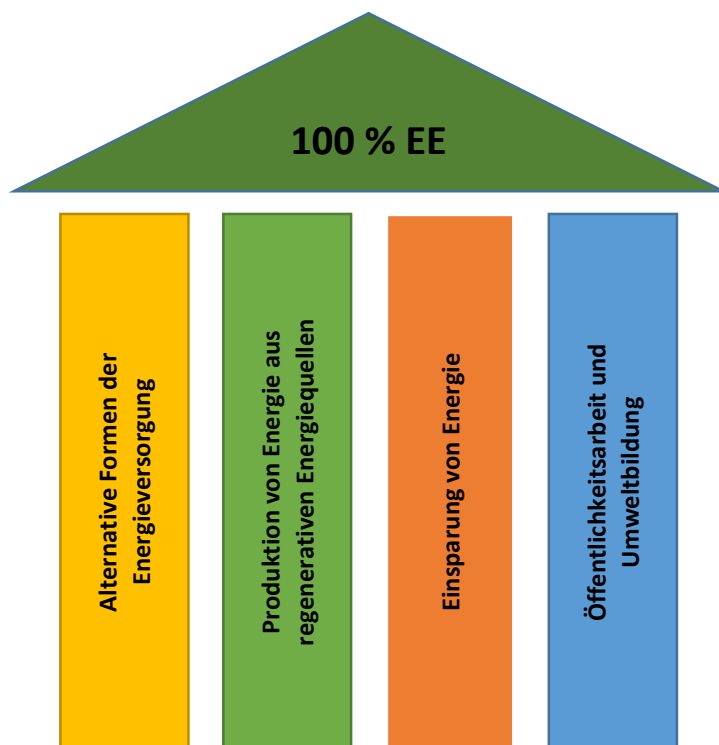 100 % EE
Alternative Formen der
Energieversorgung
Produktion von Energie aus
regenerativen Energiequellen
Einsparung von Energie
Öffentlichkeitsarbeit und
Umweltbildung